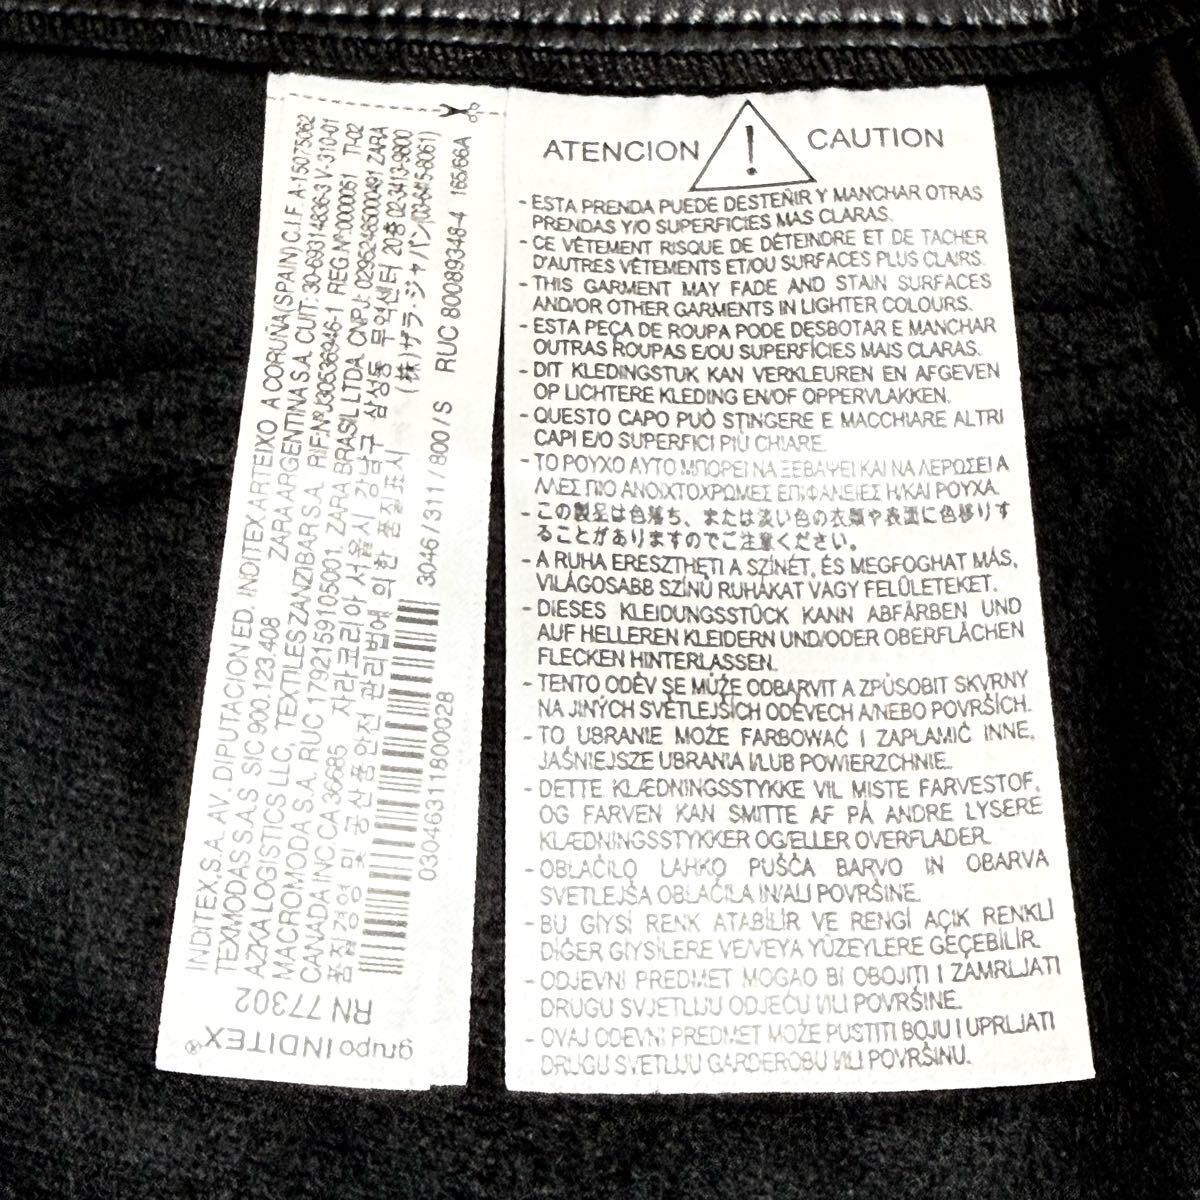 INDITEX,S.A. AV. DIPUTACION ED. INDITEX ARTEIXO A CORUÑA(SPAIN) C.I.F. A-15075362
TEXMODAS S.A.S. SIC 900.123.408 ZARA ARGENTINA S.A. CUIT: 30-69314836-3 V-310-01
AZKA LOGISTICS LLC, TEXTILES ZANZIBAR S.A. RIF.Nº J30536346-1 REG.Nº 0000051 TI-02
MACROMODA S.A. RUC 1792159105001. ZARA BRASIL LTDA. CNPJ: 02952485000491 ZARA
CANADA INC CA 36685 자라코리아 서울시 강남구 삼성동 무역센터 20층 02-3413-9800
품질경영 및 공산품안전 관리법에 의한 품질표시 (株)ザラ・ジャパン(03-6415-8061)
3046/311/800/S RUC 80089348-4 165/66A
03046311800028
RN 77302
grupo INDITEX®
ATENCION ! CAUTION
- ESTA PRENDA PUEDE DESTEÑIR Y MANCHAR OTRAS
PRENDAS Y/O SUPERFICIES MAS CLARAS.
- CE VÊTEMENT RISQUE DE DÉTEINDRE ET DE TACHER
D'AUTRES VÊTEMENTS ET/OU SURFACES PLUS CLAIRS.
- THIS GARMENT MAY FADE AND STAIN SURFACES
AND/OR OTHER GARMENTS IN LIGHTER COLOURS.
- ESTA PEÇA DE ROUPA PODE DESBOTAR E MANCHAR
OUTRAS ROUPAS E/OU SUPERFÍCIES MAIS CLARAS.
- DIT KLEDINGSTUK KAN VERKLEUREN EN AFGEVEN
OP LICHTERE KLEDING EN/OF OPPERVLAKKEN.
- QUESTO CAPO PUÒ STINGERE E MACCHIARE ALTRI
CAPI E/O SUPERFICI PIÙ CHIARE.
- ΤΟ ΡΟΥΧΟ ΑΥΤΟ ΜΠΟΡΕΙ ΝΑ ΞΕΒΑΨΕΙ ΚΑΙ ΝΑ ΛΕΡΩΣΕΙ Α
ΛΛΕΣ ΠΙΟ ΑΝΟΙΧΤΟΧΡΩΜΕΣ ΕΠΙΦΑΝΕΙΕΣ Η/ΚΑΙ ΡΟΥΧΑ.
- この製品は色落ち、または淡い色の衣類や表面に色移りす
ることがありますのでご注意ください。
- A RUHA ERESZTHETI A SZÍNÉT, ÉS MEGFOGHAT MÁS,
VILÁGOSABB SZÍNŰ RUHÁKAT VAGY FELÜLETEKET.
- DIESES KLEIDUNGSSTÜCK KANN ABFÄRBEN UND
AUF HELLEREN KLEIDERN UND/ODER OBERFLÄCHEN
FLECKEN HINTERLASSEN.
- TENTO ODĚV SE MŮŽE ODBARVIT A ZPŮSOBIT SKVRNY
NA JINÝCH SVĚTLEJŠÍCH ODĚVECH A/NEBO POVRŠÍCH.
- TO UBRANIE MOŻE FARBOWAĆ I ZAPLAMIĆ INNE,
JAŚNIEJSZE UBRANIA I/LUB POWIERZCHNIE.
- DETTE KLÆDNINGSSTYKKE VIL MISTE FARVESTOF,
OG FARVEN KAN SMITTE AF PÅ ANDRE LYSERE
KLÆDNINGSSTYKKER OG/ELLER OVERFLADER.
- OBLAČILO LAHKO PUŠČA BARVO IN OBARVA
SVETLEJŠA OBLAČILA IN/ALI POVRŠINE.
- BU GİYSİ RENK ATABİLİR VE RENGİ AÇIK RENKLİ
DİĞER GİYSİLERE VE/VEYA YÜZEYLERE GEÇEBİLİR.
- ODJEVNI PREDMET MOGAO BI OBOJITI I ZAMRLJATI
DRUGU SVJETLIJU ODJEĆU I/ILI POVRŠINE.
- OVAJ ODEVNI PREDMET MOŽE PUSTITI BOJU I UPRLJATI
DRUGU SVETLIJU GARDEROBU I/ILI POVRŠINU.